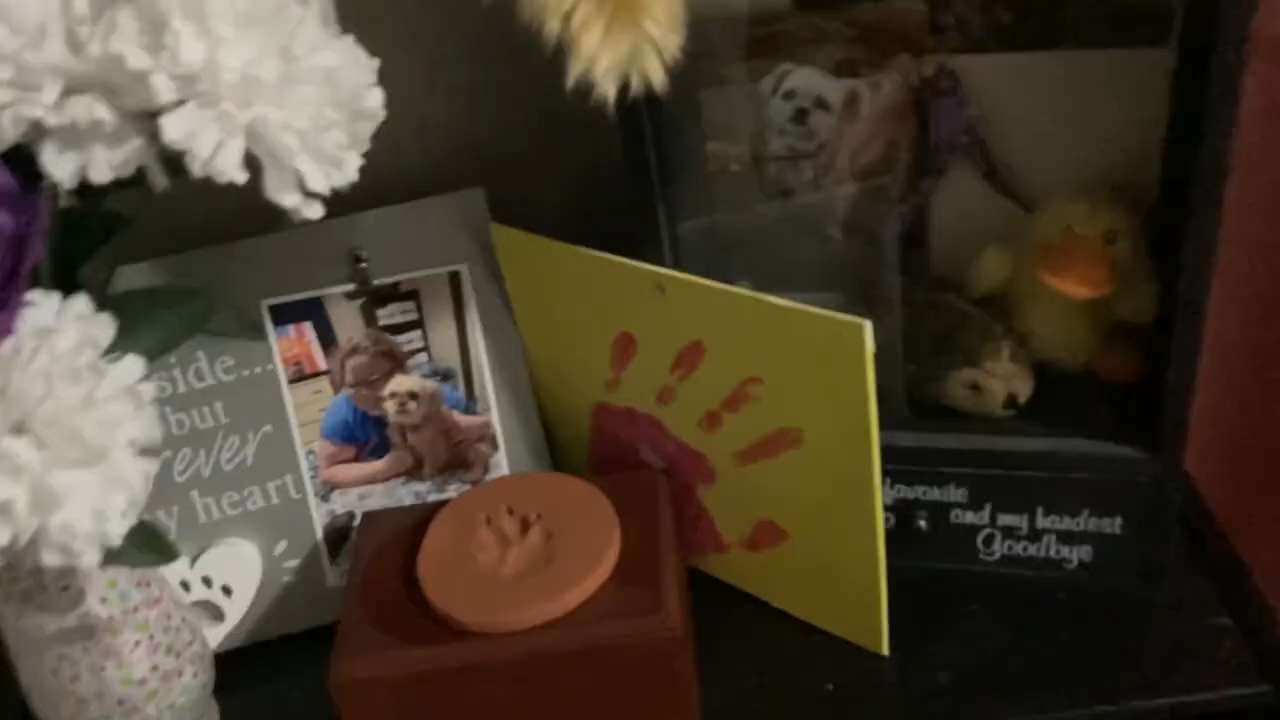 side...
but
rever
y heart
favorite
and my hardest
Goodbye